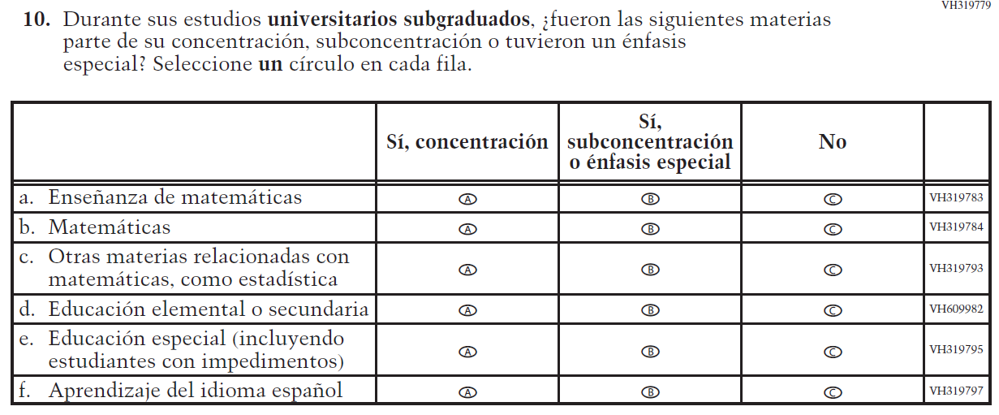 VH319779
10. Durante sus estudios universitarios subgraduados, ¿fueron las siguientes materias
parte de su concentración, subconcentración o tuvieron un énfasis
especial? Seleccione un círculo en cada fila.
Sí, concentración
Sí,
subconcentración
o énfasis especial
No
a. Enseñanza de matemáticas A B C VH319783
b. Matemáticas A B C VH319784
c. Otras materias relacionadas con
matemáticas, como estadística A B C VH319793
d. Educación elemental o secundaria A B C VH609982
e. Educación especial (incluyendo
estudiantes con impedimentos) A B C VH319795
f. Aprendizaje del idioma español A B C VH319797